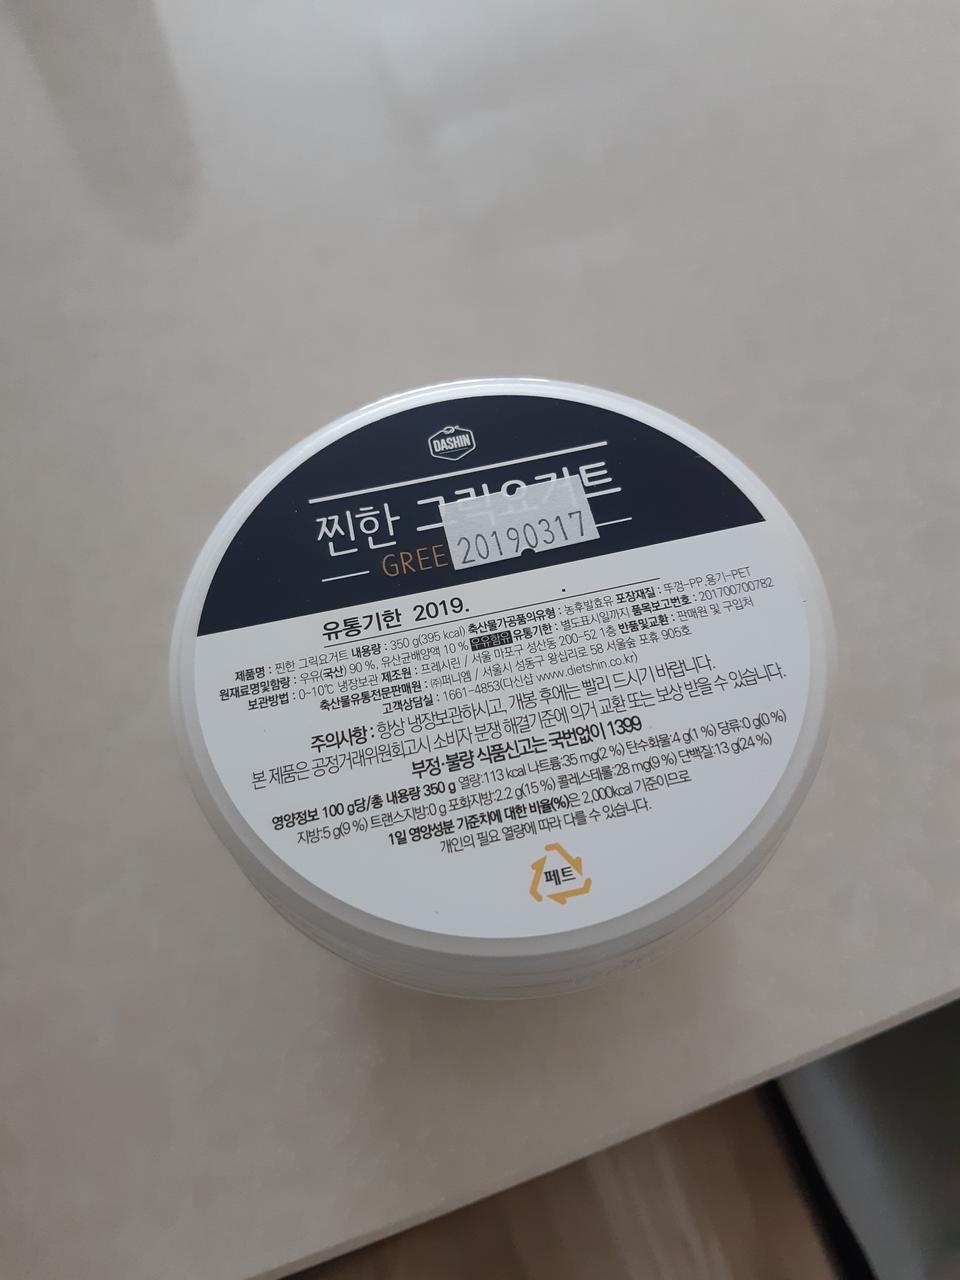 DASHIN
찐한 그릭요거트
GREE
20190317
유통기한 2019. .
제품명 : 찐한 그릭요거트 내용량 : 350 g(395 kcal) 축산물가공품의유형 : 농후발효유 포장재질 : 뚜껑-PP,용기-PET
원재료명및함량 : 우유(국산) 90 %, 유산균배양액 10 % 우유함유 유통기한 : 별도표시일까지 품목보고번호 : 201700700782
보관방법 : 0~10℃ 냉장보관 제조원 : 프레시린 / 서울 마포구 성산동 200-52 1층 반품및교환 : 판매원 및 구입처
축산물유통전문판매원 : ㈜퍼니엠 / 서울시 성동구 왕십리로 58 서울숲 포휴 905호
고객상담실 : 1661-4853(다신샵 www.dietshin.co.kr)
주의사항 : 항상 냉장보관하시고, 개봉 후에는 빨리 드시기 바랍니다.
본 제품은 공정거래위원회고시 소비자 분쟁 해결기준에 의거 교환 또는 보상 받을 수 있습니다.
부정·불량 식품신고는 국번없이 1399
영양정보 100 g당/총 내용량 350 g 열량:113 kcal 나트륨:35 mg(2 %) 탄수화물:4 g(1 %) 당류:0 g(0 %)
지방:5 g(9 %) 트랜스지방:0 g 포화지방:2.2 g(15 %) 콜레스테롤:28 mg(9 %) 단백질:13 g(24 %)
1일 영양성분 기준치에 대한 비율(%)은 2,000kcal 기준이므로
개인의 필요 열량에 따라 다를 수 있습니다.
페트